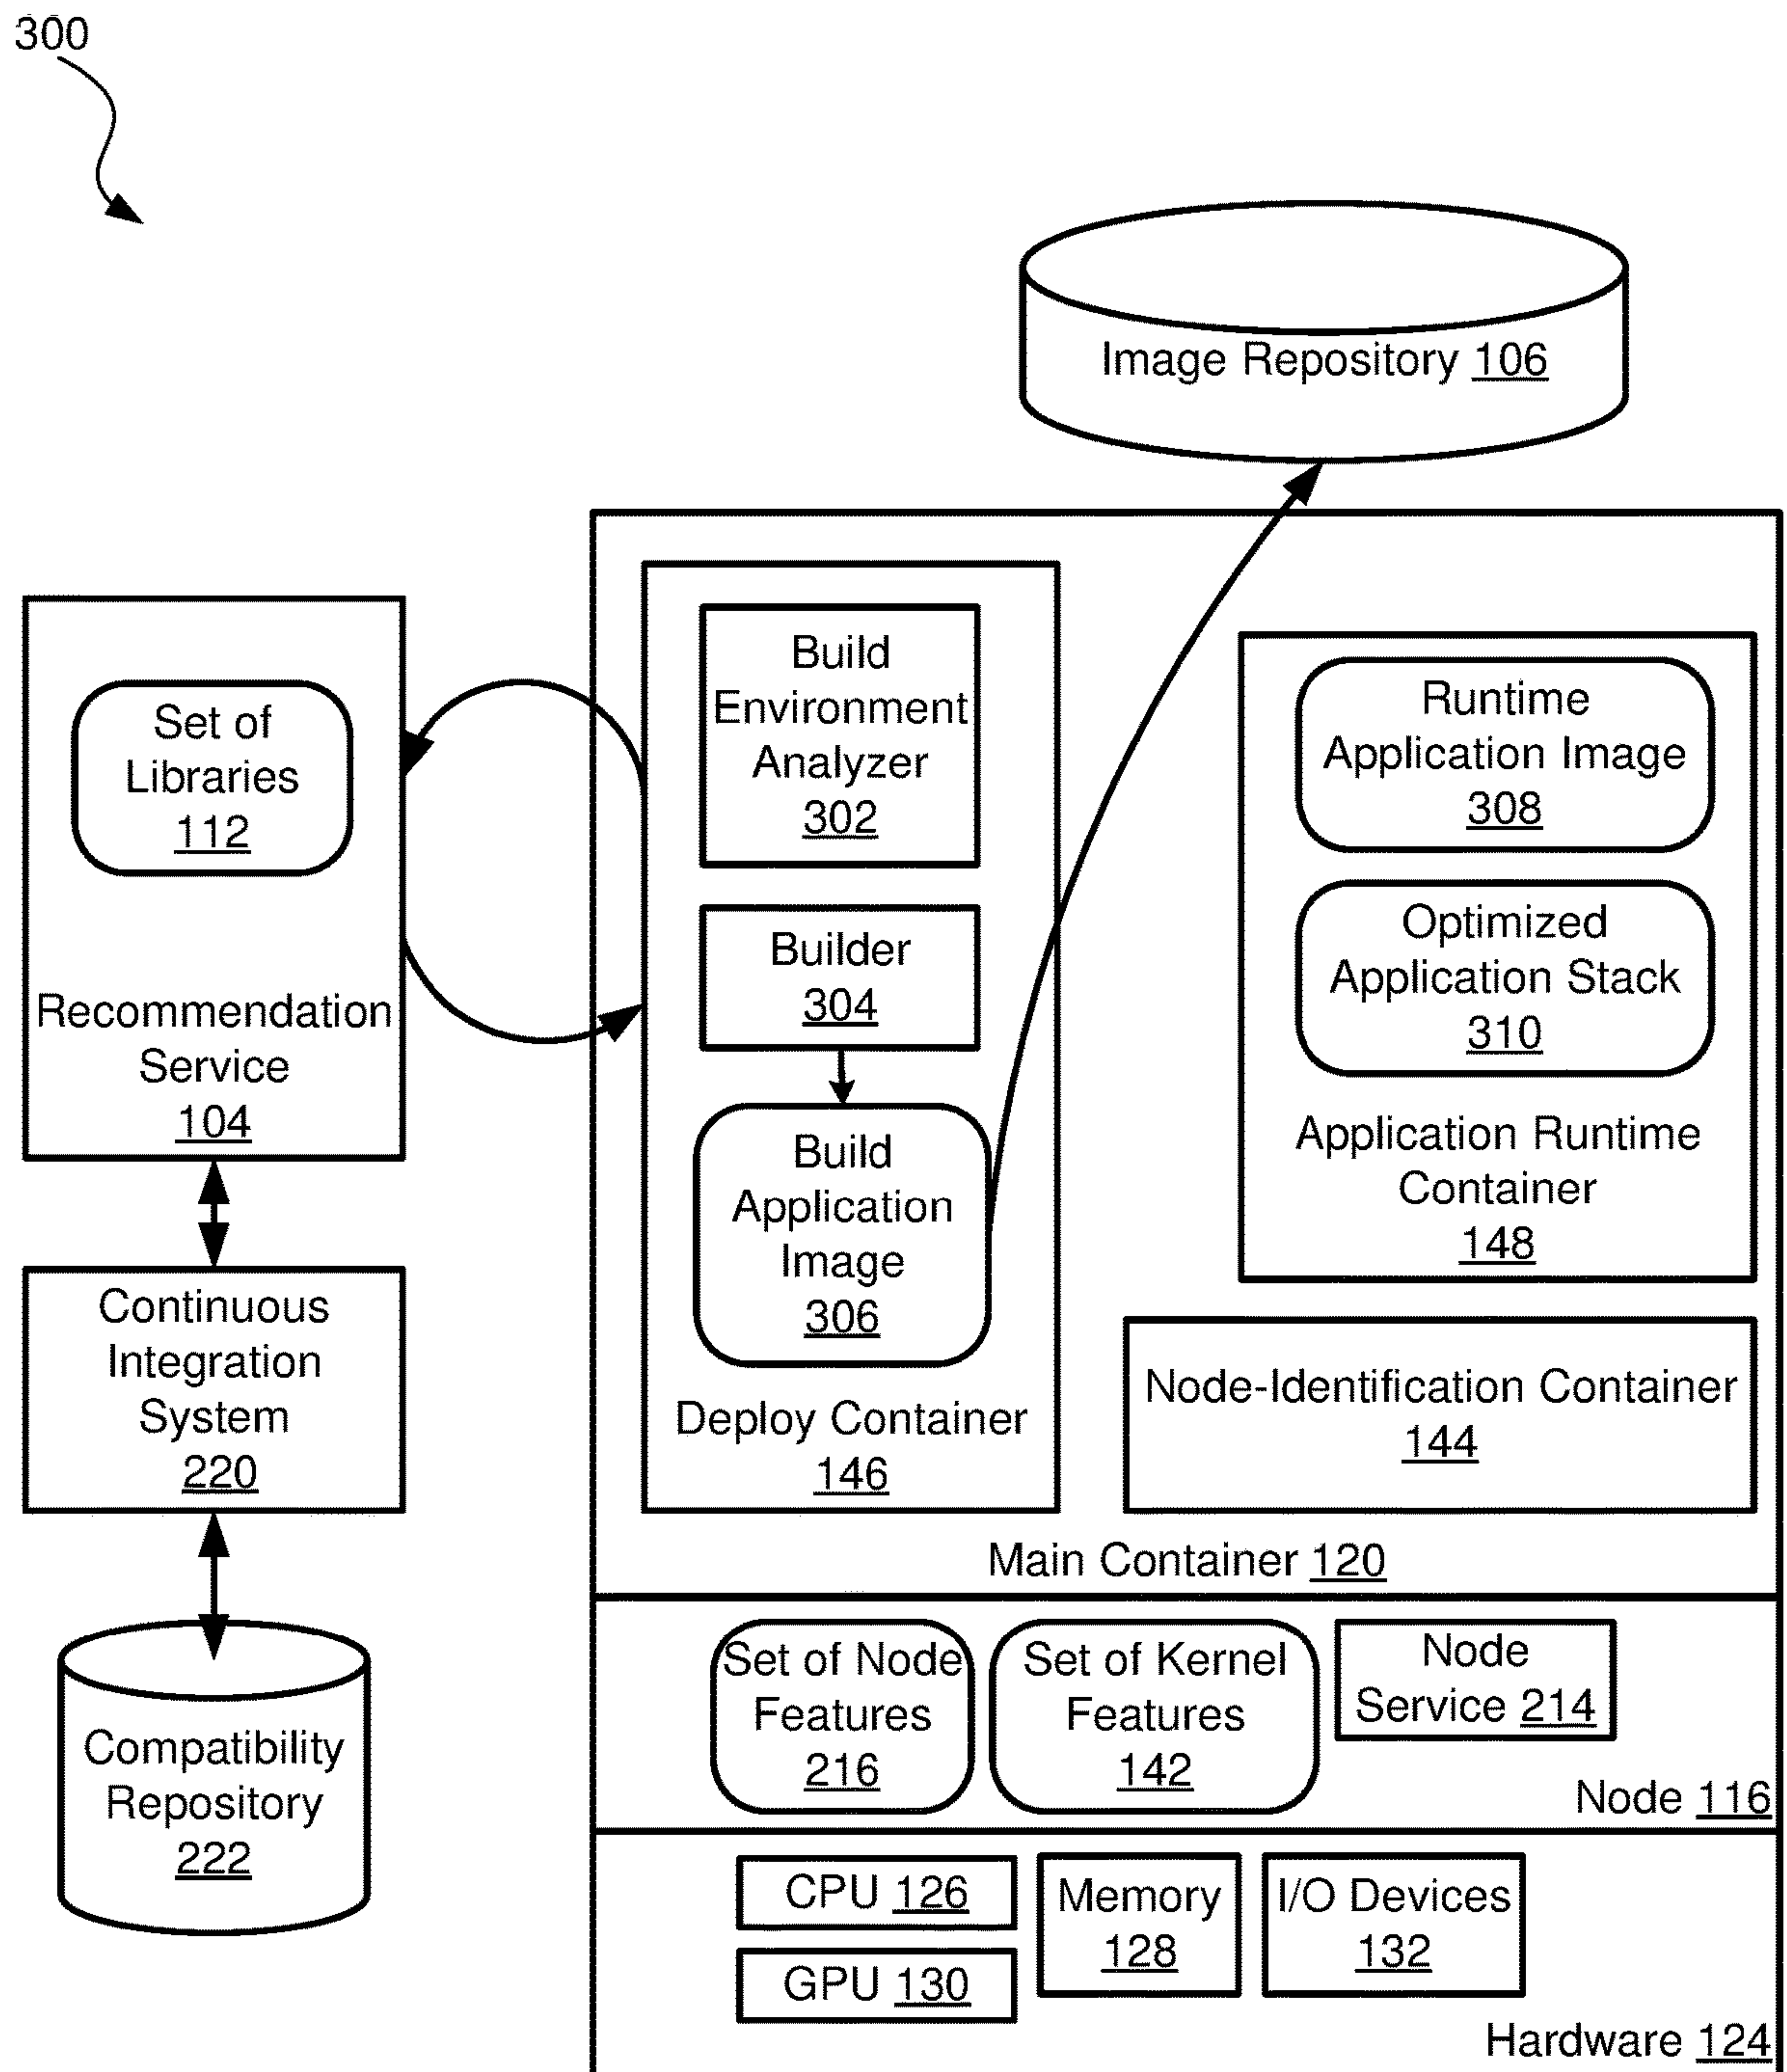 300
Image Repository 106
Set of
Libraries
112
Recommendation
Service
104
Continuous
Integration
System
220
Compatibility
Repository
222
Build
Environment
Analyzer
302
Builder
304
Build
Application
Image
306
Deploy Container
146
Runtime
Application Image
308
Optimized
Application Stack
310
Application Runtime
Container
148
Node-Identification Container
144
Main Container 120
Set of Node
Features
216
Set of Kernel
Features
142
Node
Service 214
Node 116
CPU 126
GPU 130
Memory
128
I/O Devices
132
Hardware 124